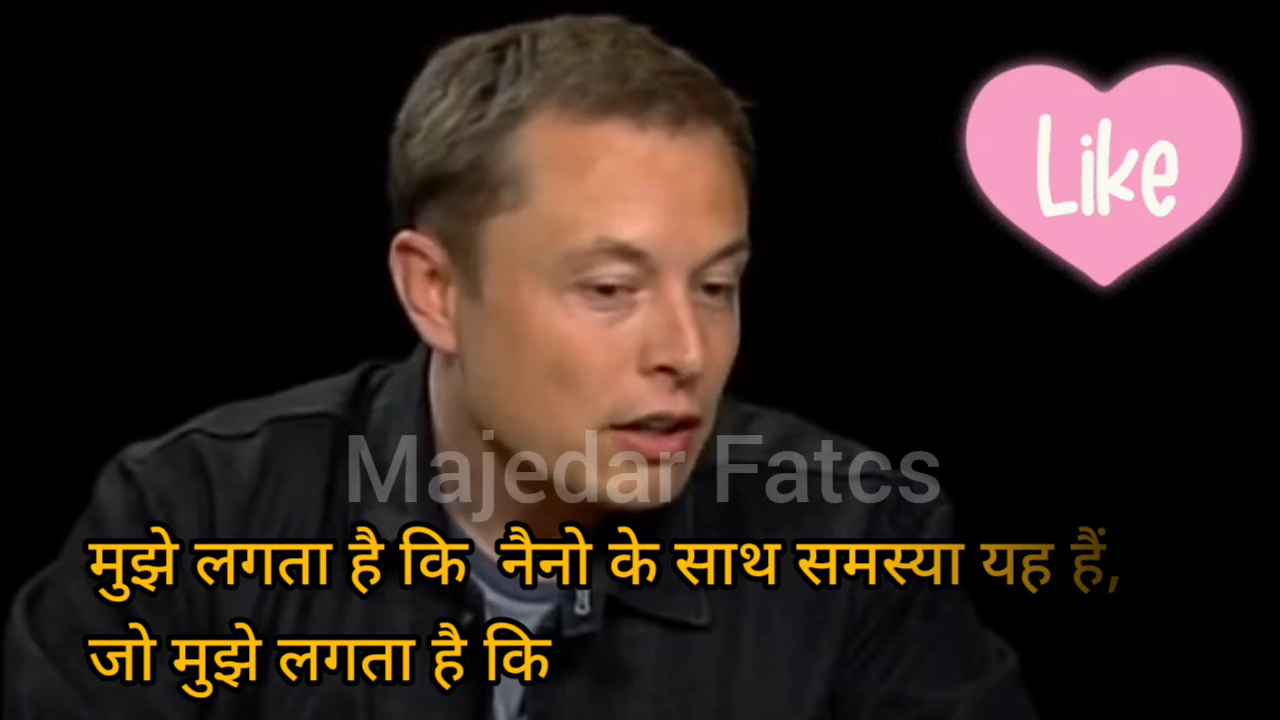 Like
Majedar Fatcs
मुझे लगता है कि नैनो के साथ समस्या यह हैं,
जो मुझे लगता है कि